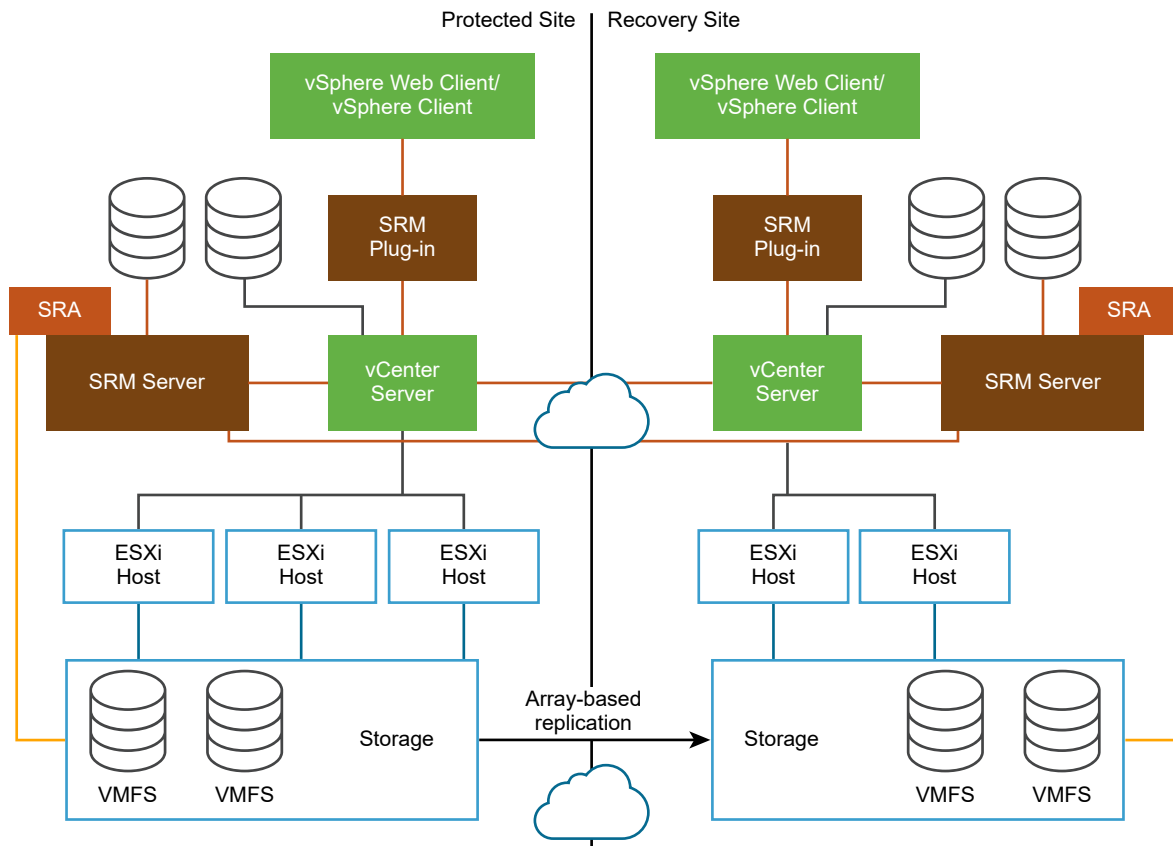 Protected Site
Recovery Site
vSphere Web Client/
vSphere Client
vSphere Web Client/
vSphere Client
SRM
Plug-in
SRM
Plug-in
SRA
SRA
SRM Server
vCenter
Server
vCenter
Server
SRM Server
ESXi
Host
ESXi
Host
ESXi
Host
ESXi
Host
ESXi
Host
Array-based
replication
Storage
Storage
VMFS
VMFS
VMFS
VMFS